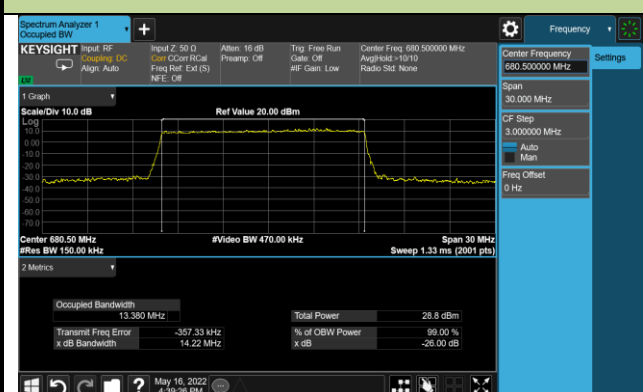 Spectrum Analyzer 1
Occupied BW
Frequency
KEYSIGHT
Input: RF
Coupling: DC
Align: Auto
Input Z: 50 Ω
Corr CCorr RCal
Freq Ref: Ext (S)
NFE: Off
Atten: 16 dB
Preamp: Off
Trig: Free Run
Gate: Off
#IF Gain: Low
Center Freq: 680.500000 MHz
Avg|Hold:>10/10
Radio Std: None
Center Frequency
680.500000 MHz
Settings
Span
30.000 MHz
CF Step
3.000000 MHz
Auto
Man
Freq Offset
0 Hz
1 Graph
Scale/Div 10.0 dB
Ref Value 20.00 dBm
Log
10.0
0.00
-10.0
-20.0
-30.0
-40.0
-50.0
-60.0
-70.0
Center 680.50 MHz
#Video BW 470.00 kHz
Span 30 MHz
#Res BW 150.00 kHz
Sweep 1.33 ms (2001 pts)
2 Metrics
Occupied Bandwidth
13.380 MHz
Total Power
28.8 dBm
Transmit Freq Error
-357.33 kHz
% of OBW Power
99.00 %
x dB Bandwidth
14.22 MHz
x dB
-26.00 dB
May 16, 2022
4:39:26 PM